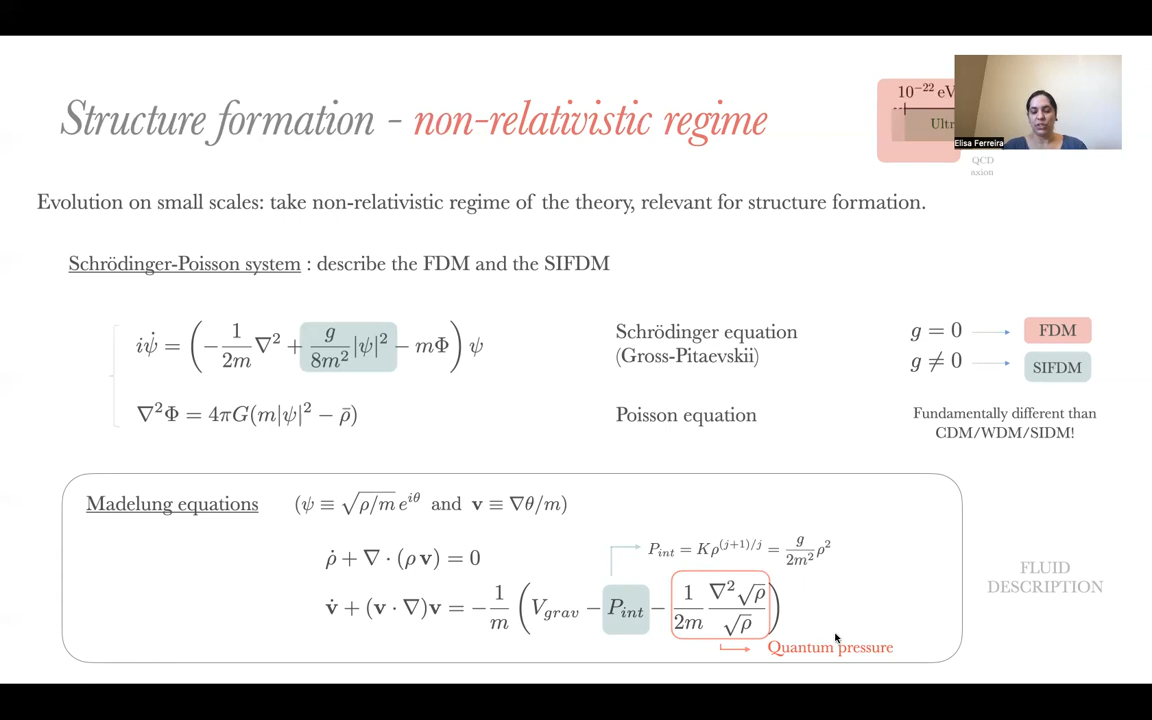 Structure formation - non-relativistic regime
10⁻²² eV
Ultr
Elisa Ferreira
QCD
axion
Evolution on small scales: take non-relativistic regime of the theory, relevant for structure formation.
Schrödinger-Poisson system : describe the FDM and the SIFDM
iψ̇ = (−1/2m ∇² + g/8m² |ψ|² − mΦ) ψ
Schrödinger equation
(Gross-Pitaevskii)
g = 0 FDM
g ≠ 0 SIFDM
∇²Φ = 4πG(m|ψ|² − ρ̄)
Poisson equation
Fundamentally different than
CDM/WDM/SIDM!
Madelung equations (ψ ≡ √(ρ/m) e^{iθ} and v ≡ ∇θ/m)
ρ̇ + ∇ · (ρ v) = 0
P_int = Kρ^{(j+1)/j} = g/2m² ρ²
v̇ + (v · ∇)v = −1/m (V_grav − P_int − 1/2m ∇²√ρ/√ρ)
Quantum pressure
FLUID
DESCRIPTION